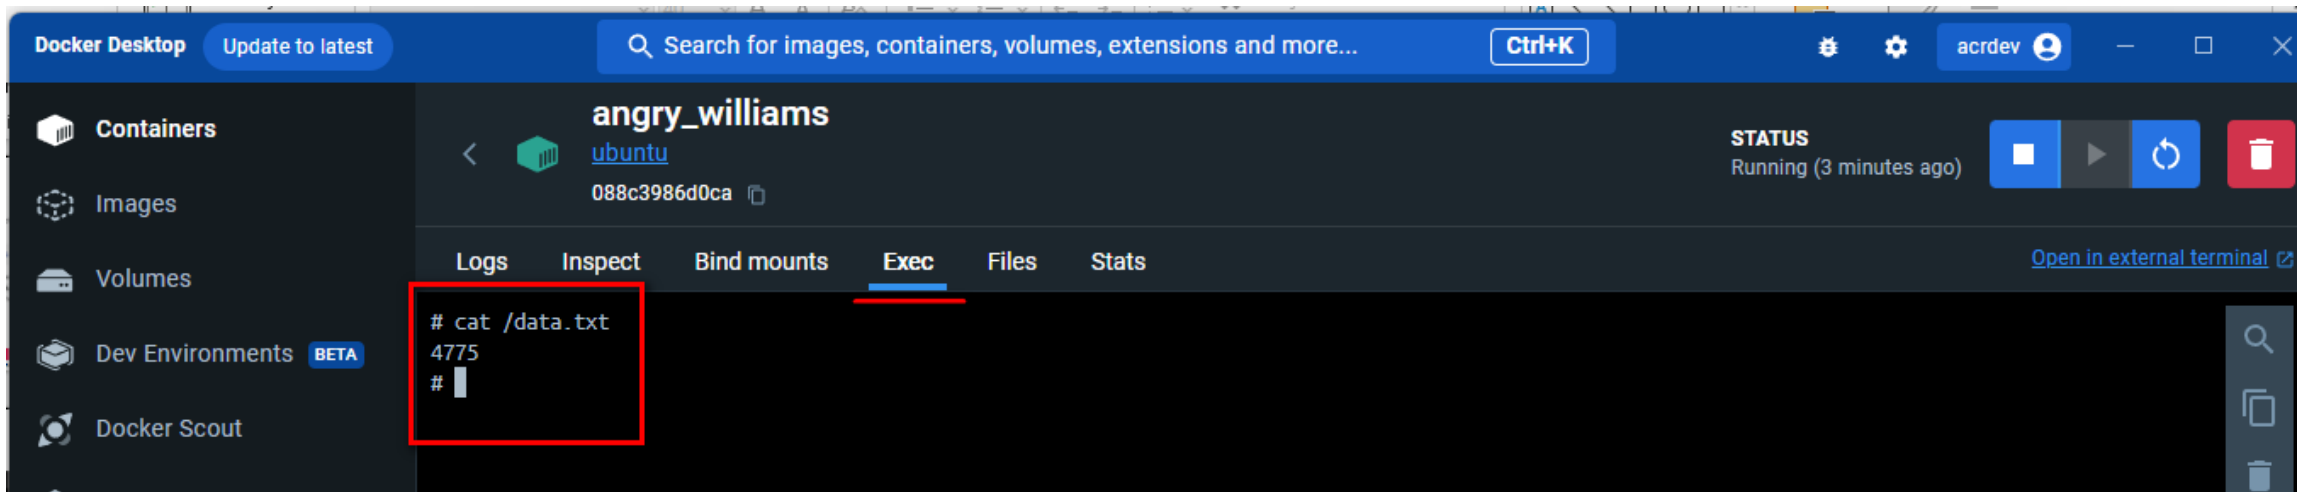 Docker Desktop Update to latest Search for images, containers, volumes, extensions and more... Ctrl+K acrdev
Containers
Images
Volumes
Dev Environments BETA
Docker Scout
angry_williams
ubuntu
088c3986d0ca
STATUS
Running (3 minutes ago)
Logs Inspect Bind mounts Exec Files Stats
Open in external terminal
# cat /data.txt
4775
#